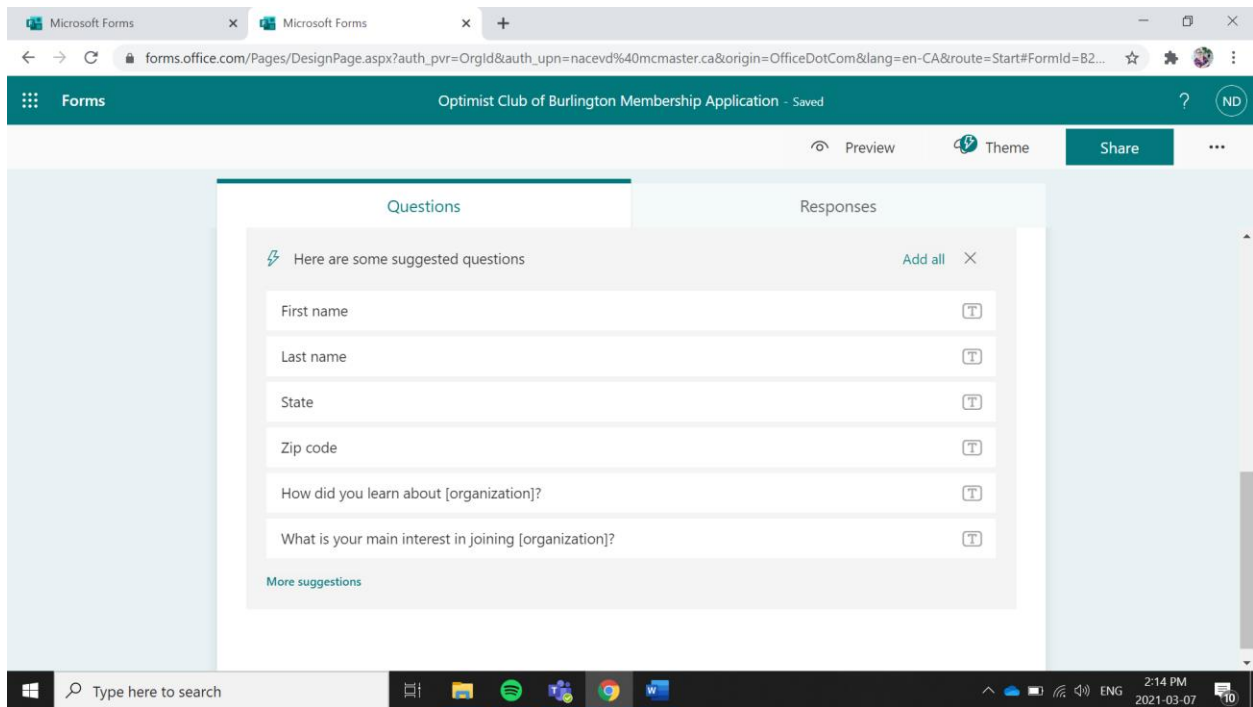 Microsoft Forms
Microsoft Forms
forms.office.com/Pages/DesignPage.aspx?auth_pvr=OrgId&auth_upn=nacevd%40mcmaster.ca&origin=OfficeDotCom&lang=en-CA&route=Start#FormId=B2...
Forms
Optimist Club of Burlington Membership Application - Saved
?
ND
Preview
Theme
Share
Questions
Responses
Here are some suggested questions
Add all
First name
Last name
State
Zip code
How did you learn about [organization]?
What is your main interest in joining [organization]?
More suggestions
Type here to search
ENG
2:14 PM
2021-03-07
10